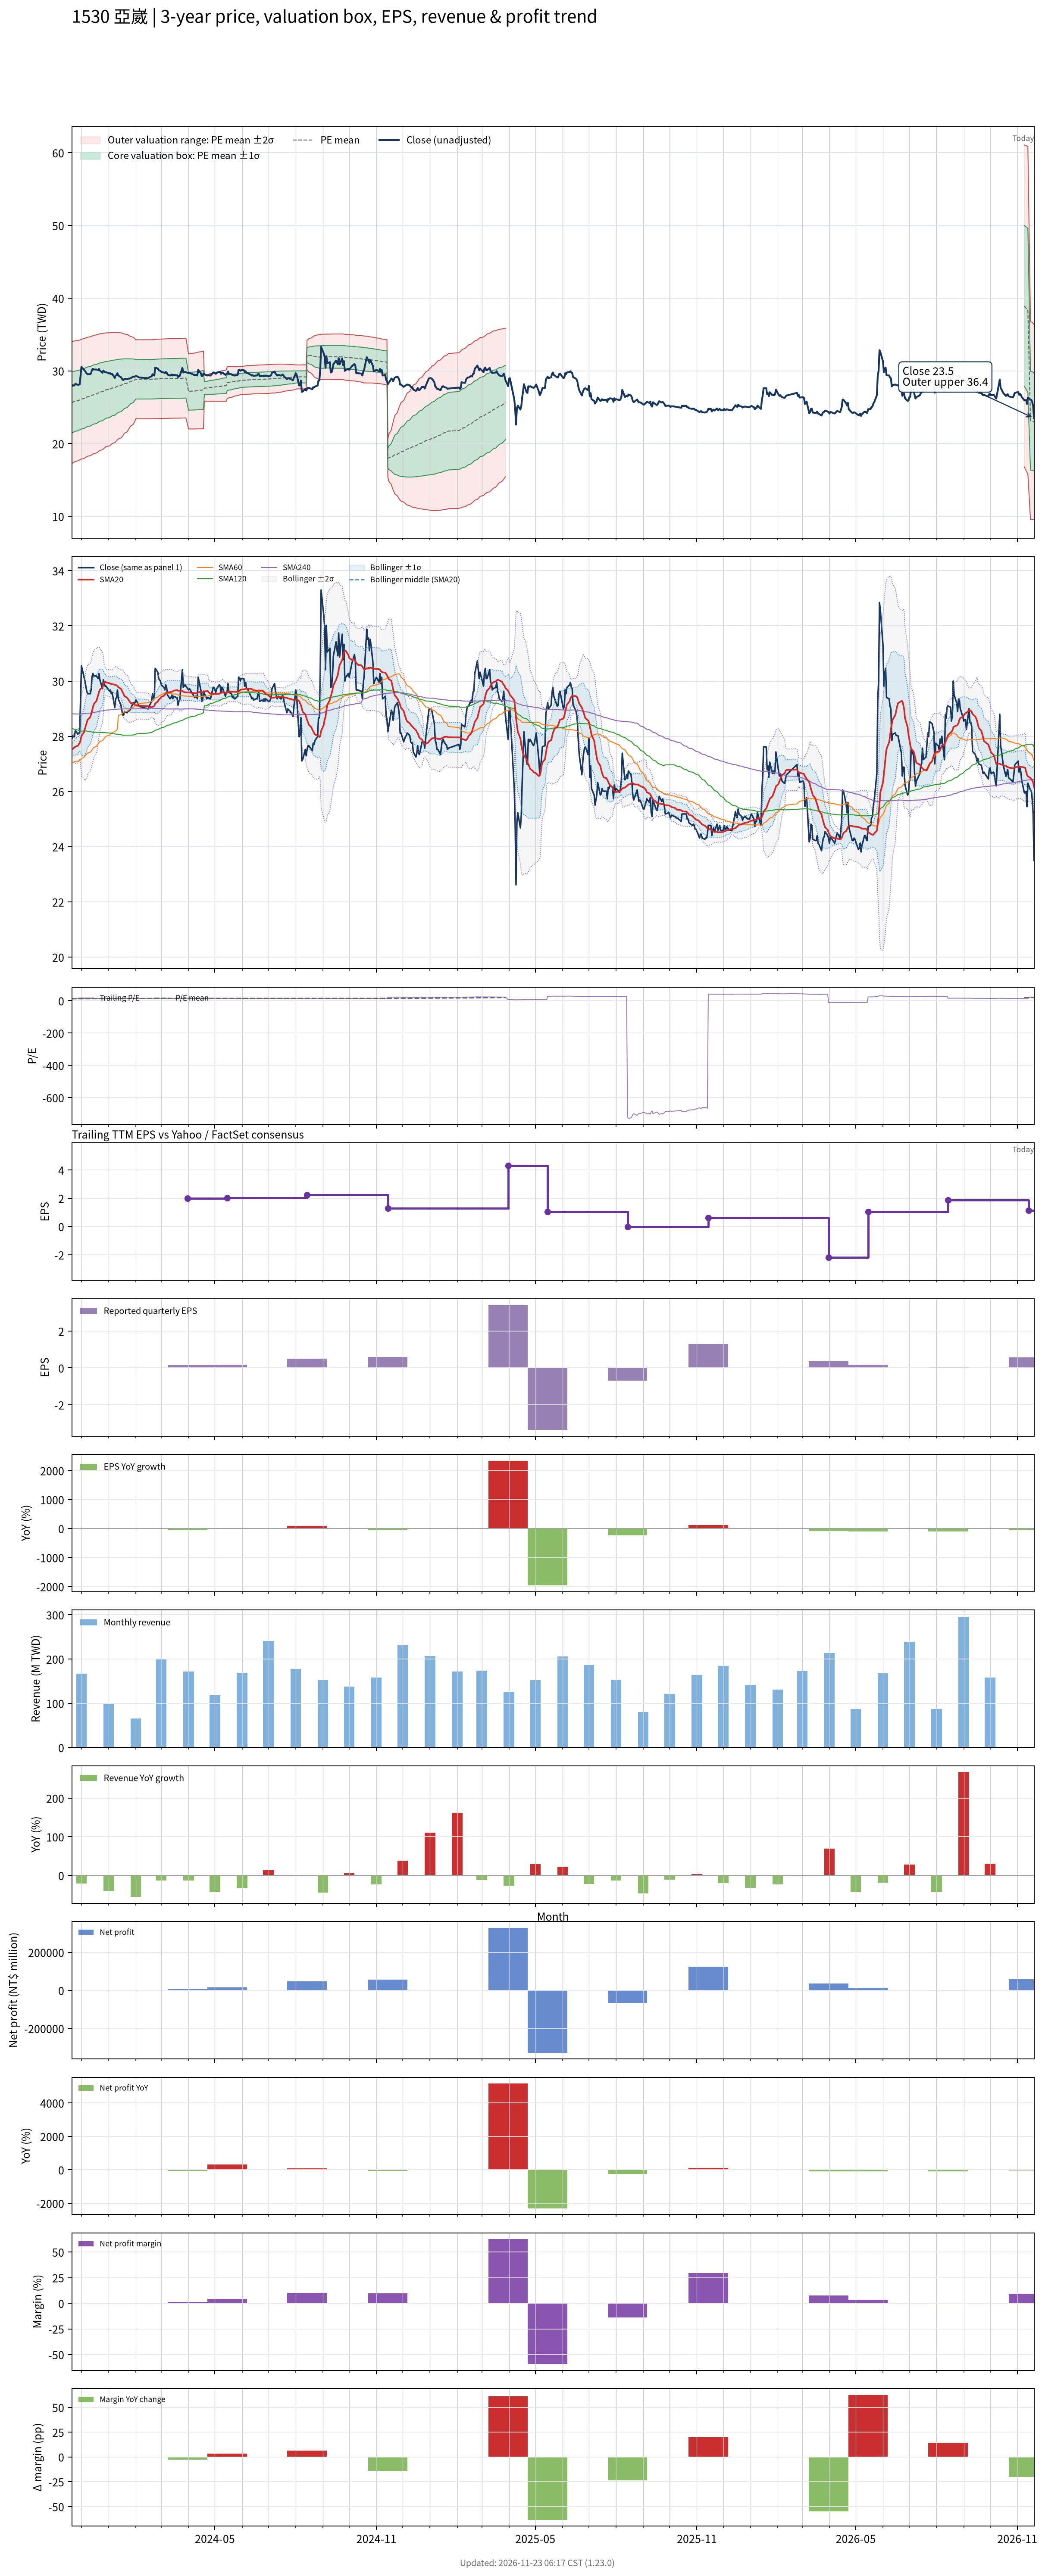 1530 亞崴 | 3-year price, valuation box, EPS, revenue & profit trend
Outer valuation range: PE mean ±2σ
PE mean
Close (unadjusted)
Core valuation box: PE mean ±1σ
Today
60
50
40
30
20
10
Price (TWD)
Close 23.5
Outer upper 36.4
Close (same as panel 1)
SMA60
SMA240
Bollinger ±1σ
SMA20
SMA120
Bollinger ±2σ
Bollinger middle (SMA20)
34
32
30
28
26
24
22
20
Price
Trailing P/E
P/E mean
0
-200
-400
-600
P/E
Trailing TTM EPS vs Yahoo / FactSet consensus
Today
4
2
0
-2
EPS
Reported quarterly EPS
2
0
-2
EPS
EPS YoY growth
2000
1000
0
-1000
-2000
YoY (%)
Monthly revenue
300
200
100
0
Revenue (M TWD)
Revenue YoY growth
200
100
0
YoY (%)
Month
Net profit
200000
0
-200000
Net profit (NT$ million)
Net profit YoY
4000
2000
0
-2000
YoY (%)
Net profit margin
50
25
0
-25
-50
Margin (%)
Margin YoY change
50
25
0
-25
-50
Δ margin (pp)
2024-05
2024-11
2025-05
2025-11
2026-05
2026-11
Updated: 2026-11-23 06:17 CST (1.23.0)